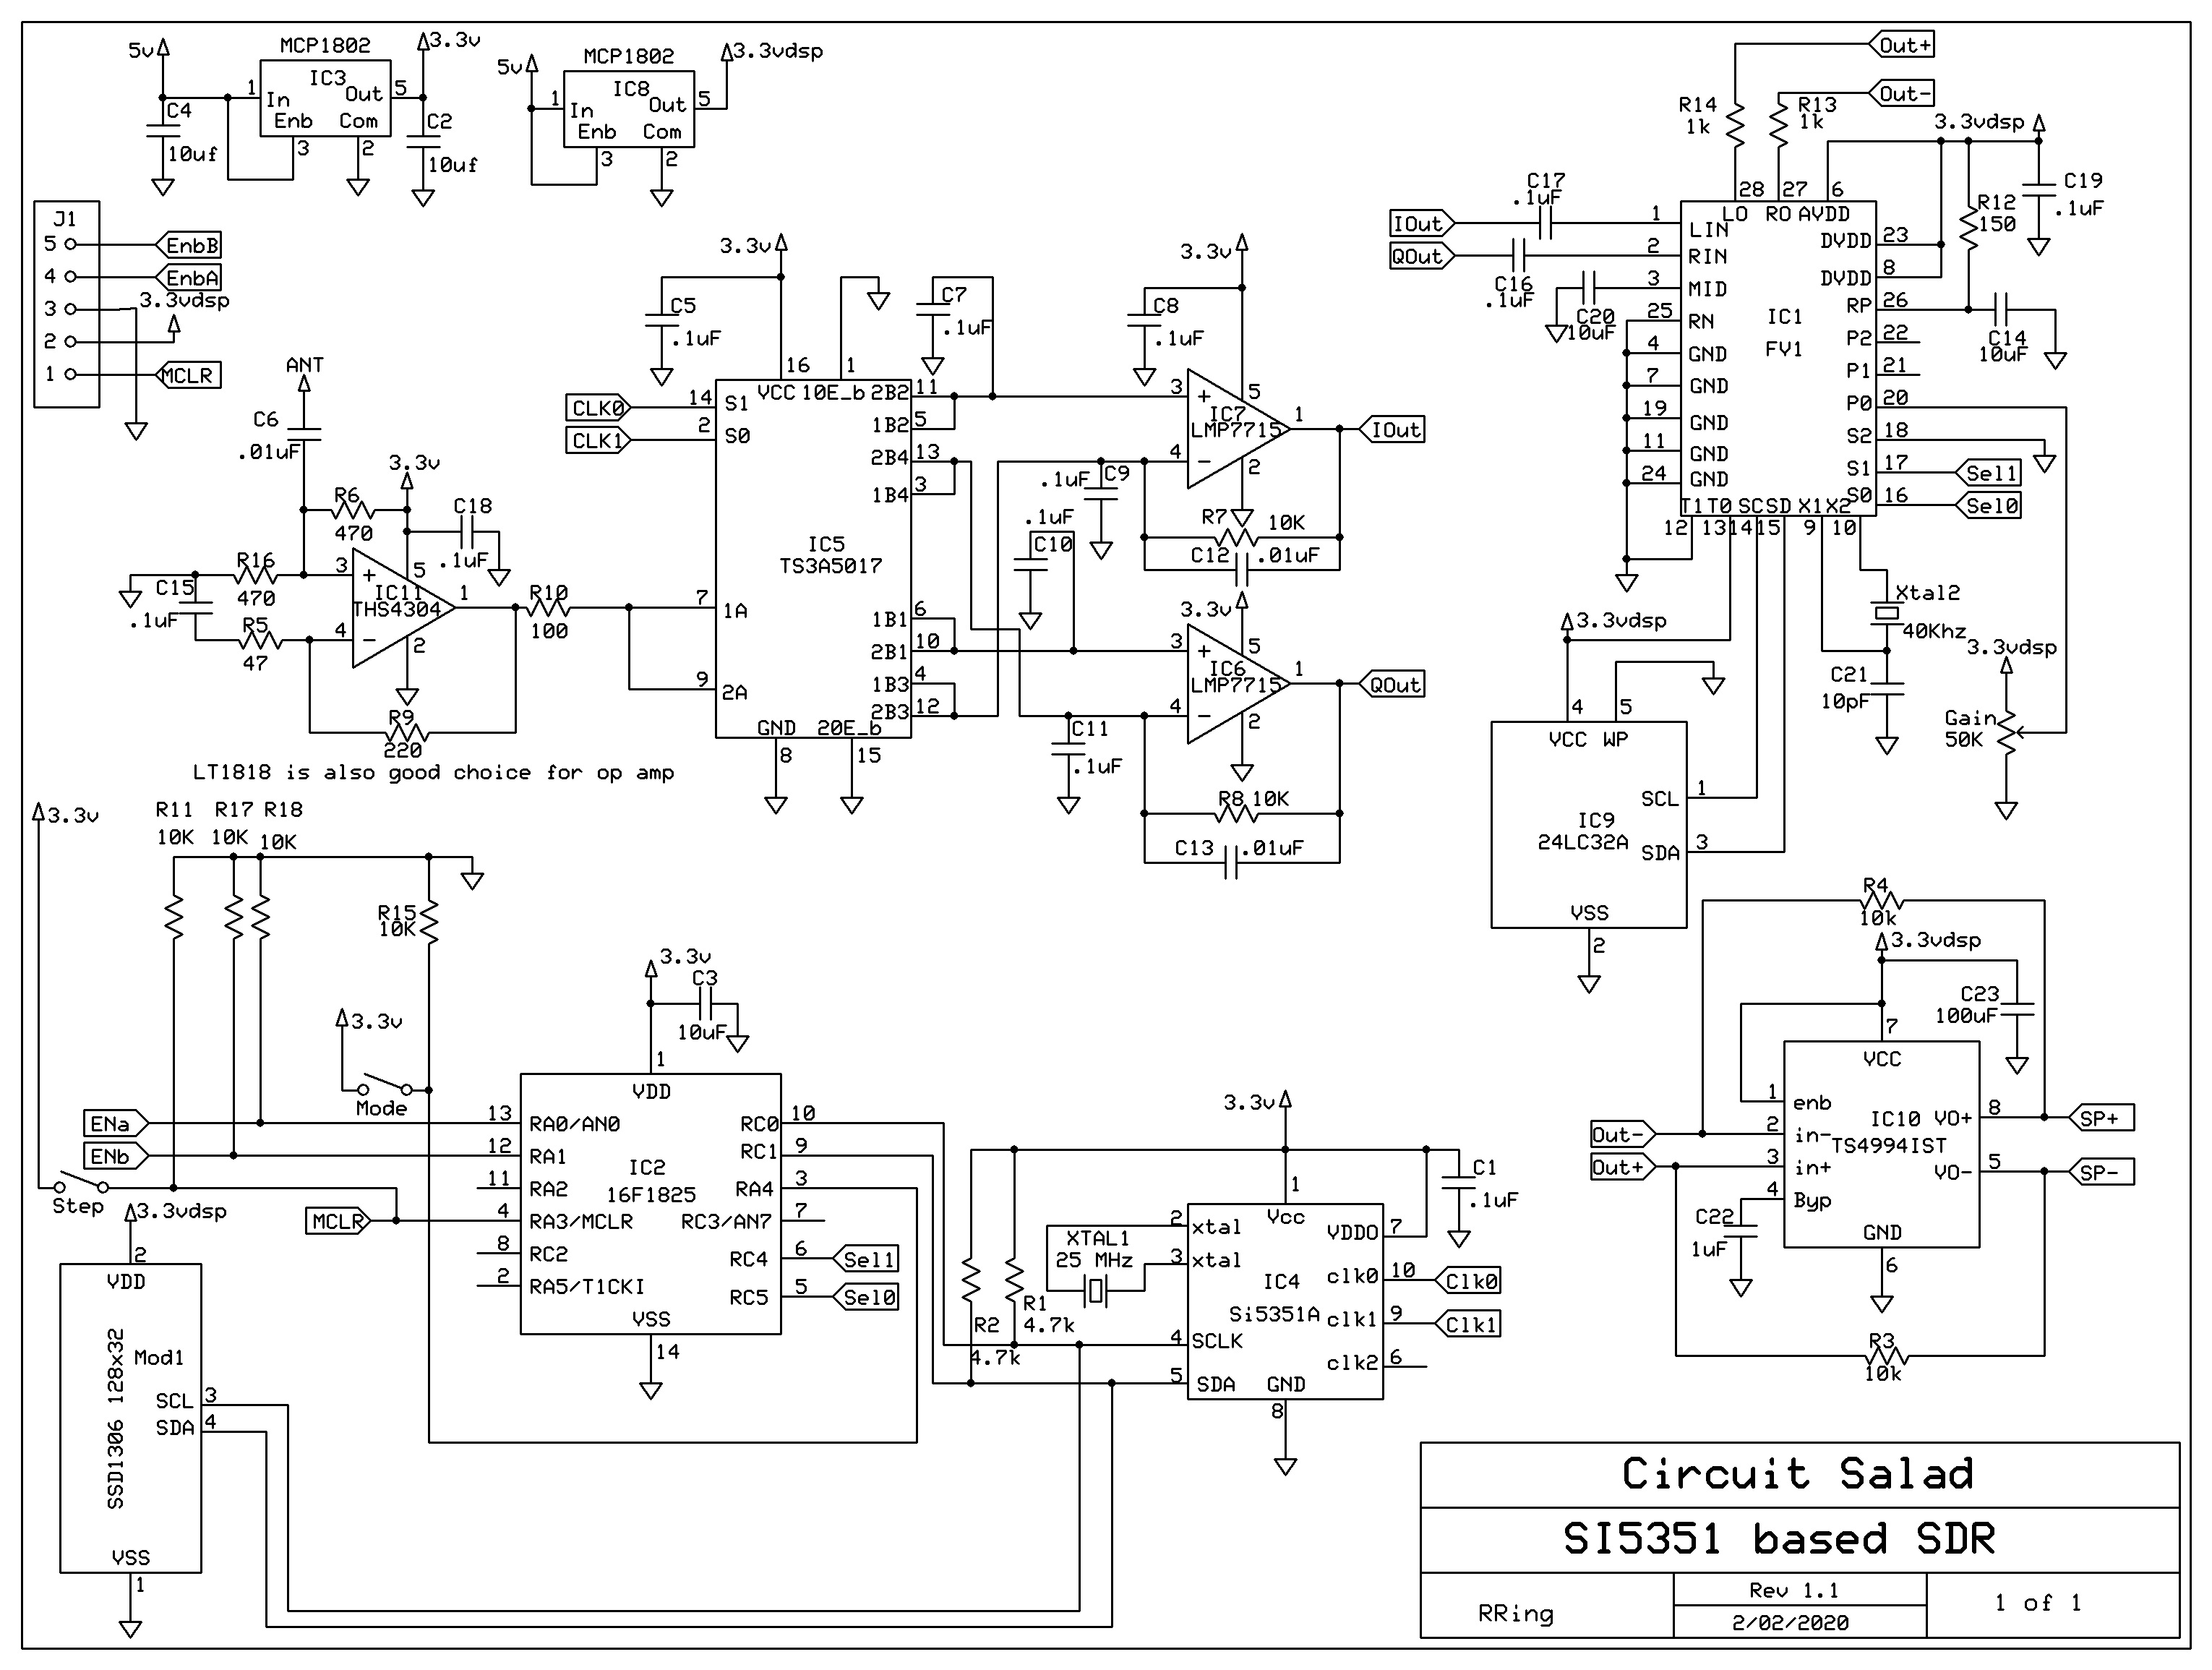 5v
MCP1802
3.3v
IC3
1 In Out 5
Enb Com
3 2
C4
10uf
C2
10uf
5v
MCP1802
3.3vdsp
IC8
1 In Out 5
Enb Com
3 2
J1
5 EnbB
4 EnbA
3 3.3vdsp
2
1 MCLR
ANT
C6
.01uF
3.3v
R6
470
C18
.1uF
R16
470
C15
.1uF
R5
47
3 + 5
IC11
THS4304
1
4 - 2
R10
100
R9
220
LT1818 is also good choice for op amp
3.3v
C5
.1uF
C7
.1uF
16 1
CLK0 14 S1
CLK1 2 S0
VCC 1OE_b 2B2 11
1B2 5
2B4 13
1B4 3
IC5
TS3A5017
7 1A
1B1 6
2B1 10
1B3 4
9 2A
2B3 12
GND 2OE_b
8 15
3.3v
C8
.1uF
3 + 5
IC7
LMP7715
1 IOut
4 - 2
.1uF C9
.1uF
C10
R7 10K
C12 .01uF
3.3v
3 + 5
IC6
LMP7715
1 QOut
4 - 2
C11
.1uF
R8 10K
C13 .01uF
Out+
Out-
R14
1k
R13
1k
3.3vdsp
C19
.1uF
R12
150
C17
.1uF
IOut
QOut
C16
.1uF
C20
10uF
28 27 6
LO RO AVDD
1 LIN
2 RIN
3 MID
25 RN
4 GND
7 GND
19 GND
11 GND
24 GND
IC1
FV1
DVDD 23
DVDD 8
RP 26
P2 22
P1 21
P0 20
S2 18
S1 17 Sel1
S0 16 Sel0
C14
10uF
T1 T0 SC SD X1 X2
12 13 14 15 9 10
Xtal2
40Khz
C21
10pF
3.3vdsp
Gain
50K
3.3vdsp
4 5
VCC WP
SCL 1
IC9
24LC32A
SDA 3
VSS
2
3.3v
R11 R17 R18
10K 10K 10K
R15
10K
3.3v
Mode
ENa
ENb
Step
MCLR
3.3v
C3
10uF
1
VDD
13 RA0/AN0
12 RA1
11 RA2
4 RA3/MCLR
8 RC2
2 RA5/T1CKI
IC2
16F1825
RC0 10
RC1 9
RA4 3
RC3/AN7 7
RC4 6 Sel1
RC5 5 Sel0
VSS
14
3.3vdsp
2
VDD
SSD1306 128x32
Mod1
SCL 3
SDA 4
VSS
1
3.3v
R2
4.7k
R1
4.7k
XTAL1
25 MHz
C1
.1uF
1
Vcc
2 xtal
3 xtal
IC4
Si5351A
VDDO 7
clk0 10 Clk0
clk1 9 Clk1
clk2 6
4 SCLK
5 SDA GND
8
R4
10k
3.3vdsp
C23
100uF
7
VCC
1 enb
2 in-
3 in+
4 Byp
IC10
TS4994IST
VO+ 8 SP+
VO- 5 SP-
Out-
Out+
C22
1uF
GND
6
R3
10k
Circuit Salad
SI5351 based SDR
RRing
Rev 1.1
2/02/2020
1 of 1